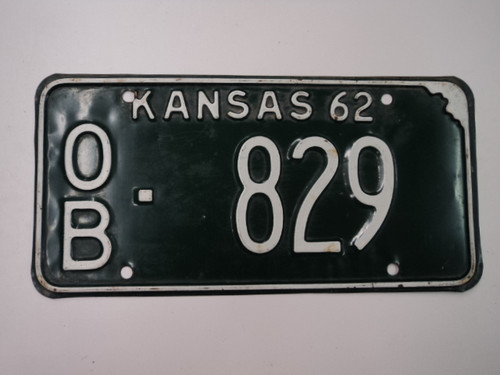 KANSAS 62
OB - 829